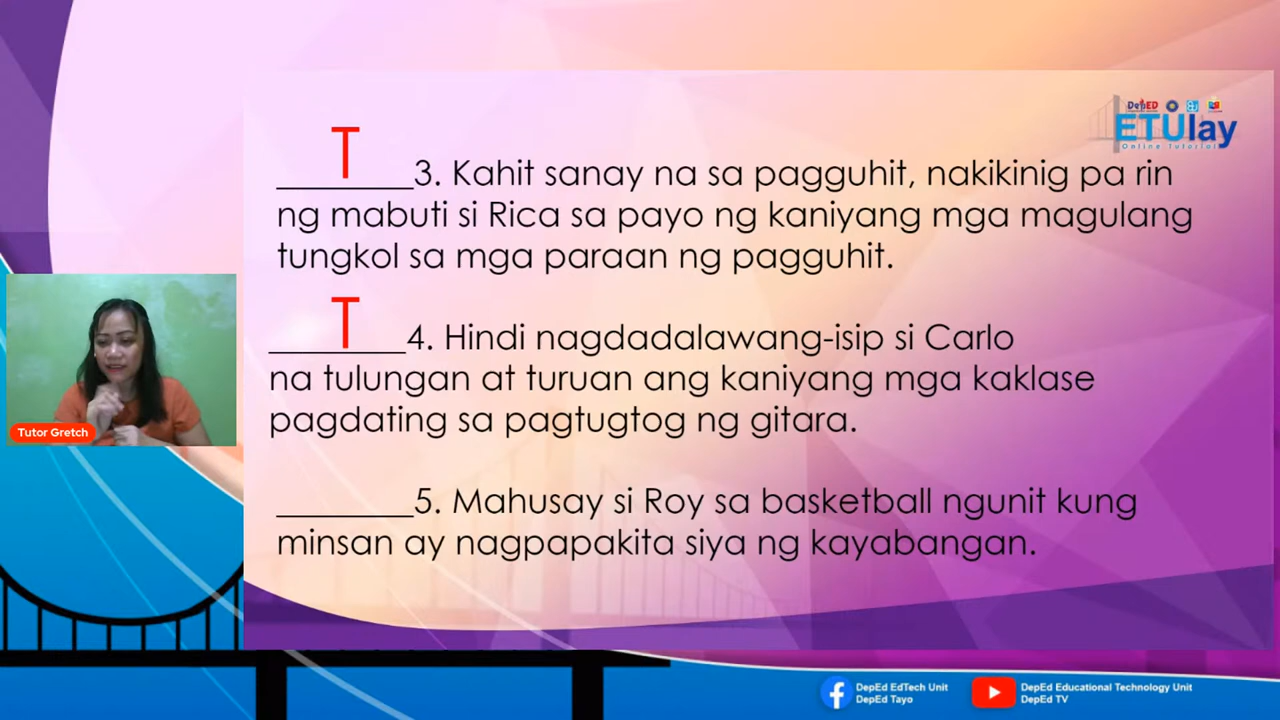 DepED
ETUlay
Online Tutorial
T
________3. Kahit sanay na sa pagguhit, nakikinig pa rin
ng mabuti si Rica sa payo ng kaniyang mga magulang
tungkol sa mga paraan ng pagguhit.
T
________4. Hindi nagdadalawang-isip si Carlo
na tulungan at turuan ang kaniyang mga kaklase
pagdating sa pagtugtog ng gitara.
Tutor Gretch
________5. Mahusay si Roy sa basketball ngunit kung
minsan ay nagpapakita siya ng kayabangan.
DepEd EdTech Unit
DepEd Tayo
DepEd Educational Technology Unit
DepEd TV